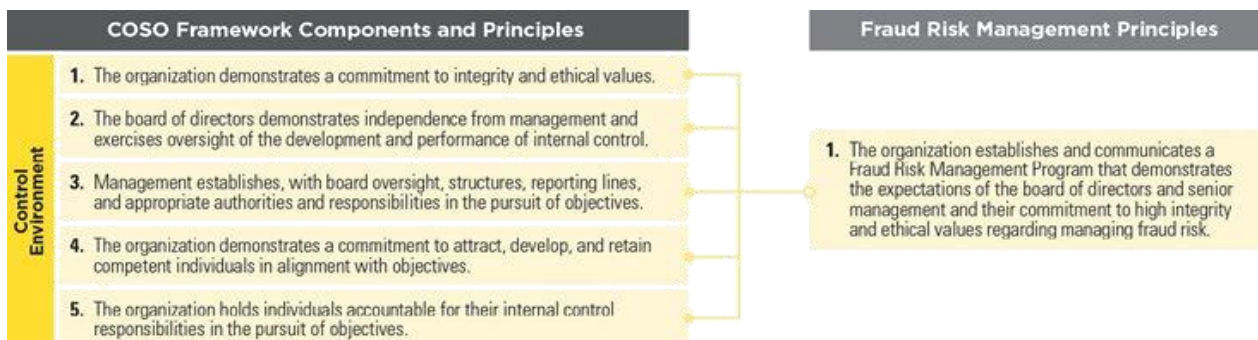 COSO Framework Components and Principles
Fraud Risk Management Principles
Control
Environment
1. The organization demonstrates a commitment to integrity and ethical values.
2. The board of directors demonstrates independence from management and
exercises oversight of the development and performance of internal control.
3. Management establishes, with board oversight, structures, reporting lines,
and appropriate authorities and responsibilities in the pursuit of objectives.
4. The organization demonstrates a commitment to attract, develop, and retain
competent individuals in alignment with objectives.
5. The organization holds individuals accountable for their internal control
responsibilities in the pursuit of objectives.
1. The organization establishes and communicates a
Fraud Risk Management Program that demonstrates
the expectations of the board of directors and senior
management and their commitment to high integrity
and ethical values regarding managing fraud risk.